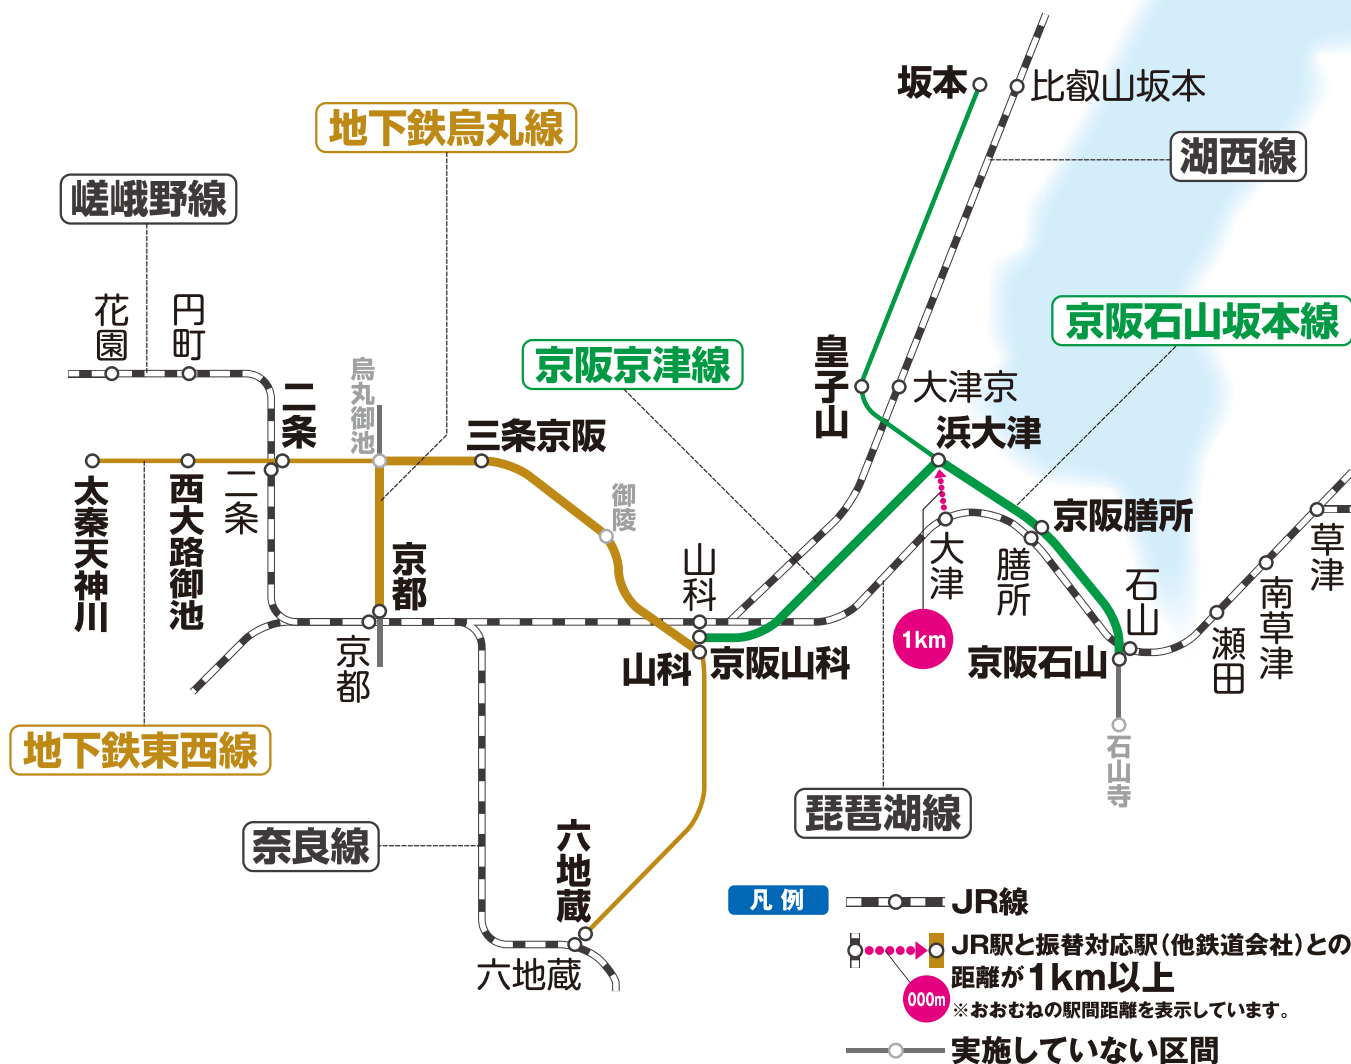 坂本
比叡山坂本
地下鉄烏丸線
湖西線
嵯峨野線
花園
円町
京阪石山坂本線
京阪京津線
皇子山
大津京
烏丸御池
二条
三条京阪
浜大津
太秦天神川
西大路御池
二条
御陵
京阪膳所
京都
山科
大津
膳所
石山
草津
南草津
瀬田
1km
京都
山科
京阪山科
京阪石山
地下鉄東西線
石山寺
琵琶湖線
奈良線
六地蔵
六地蔵
凡例
JR線
JR駅と振替対応駅(他鉄道会社)との
距離が1km以上
000m
※おおむねの駅間距離を表示しています。
実施していない区間